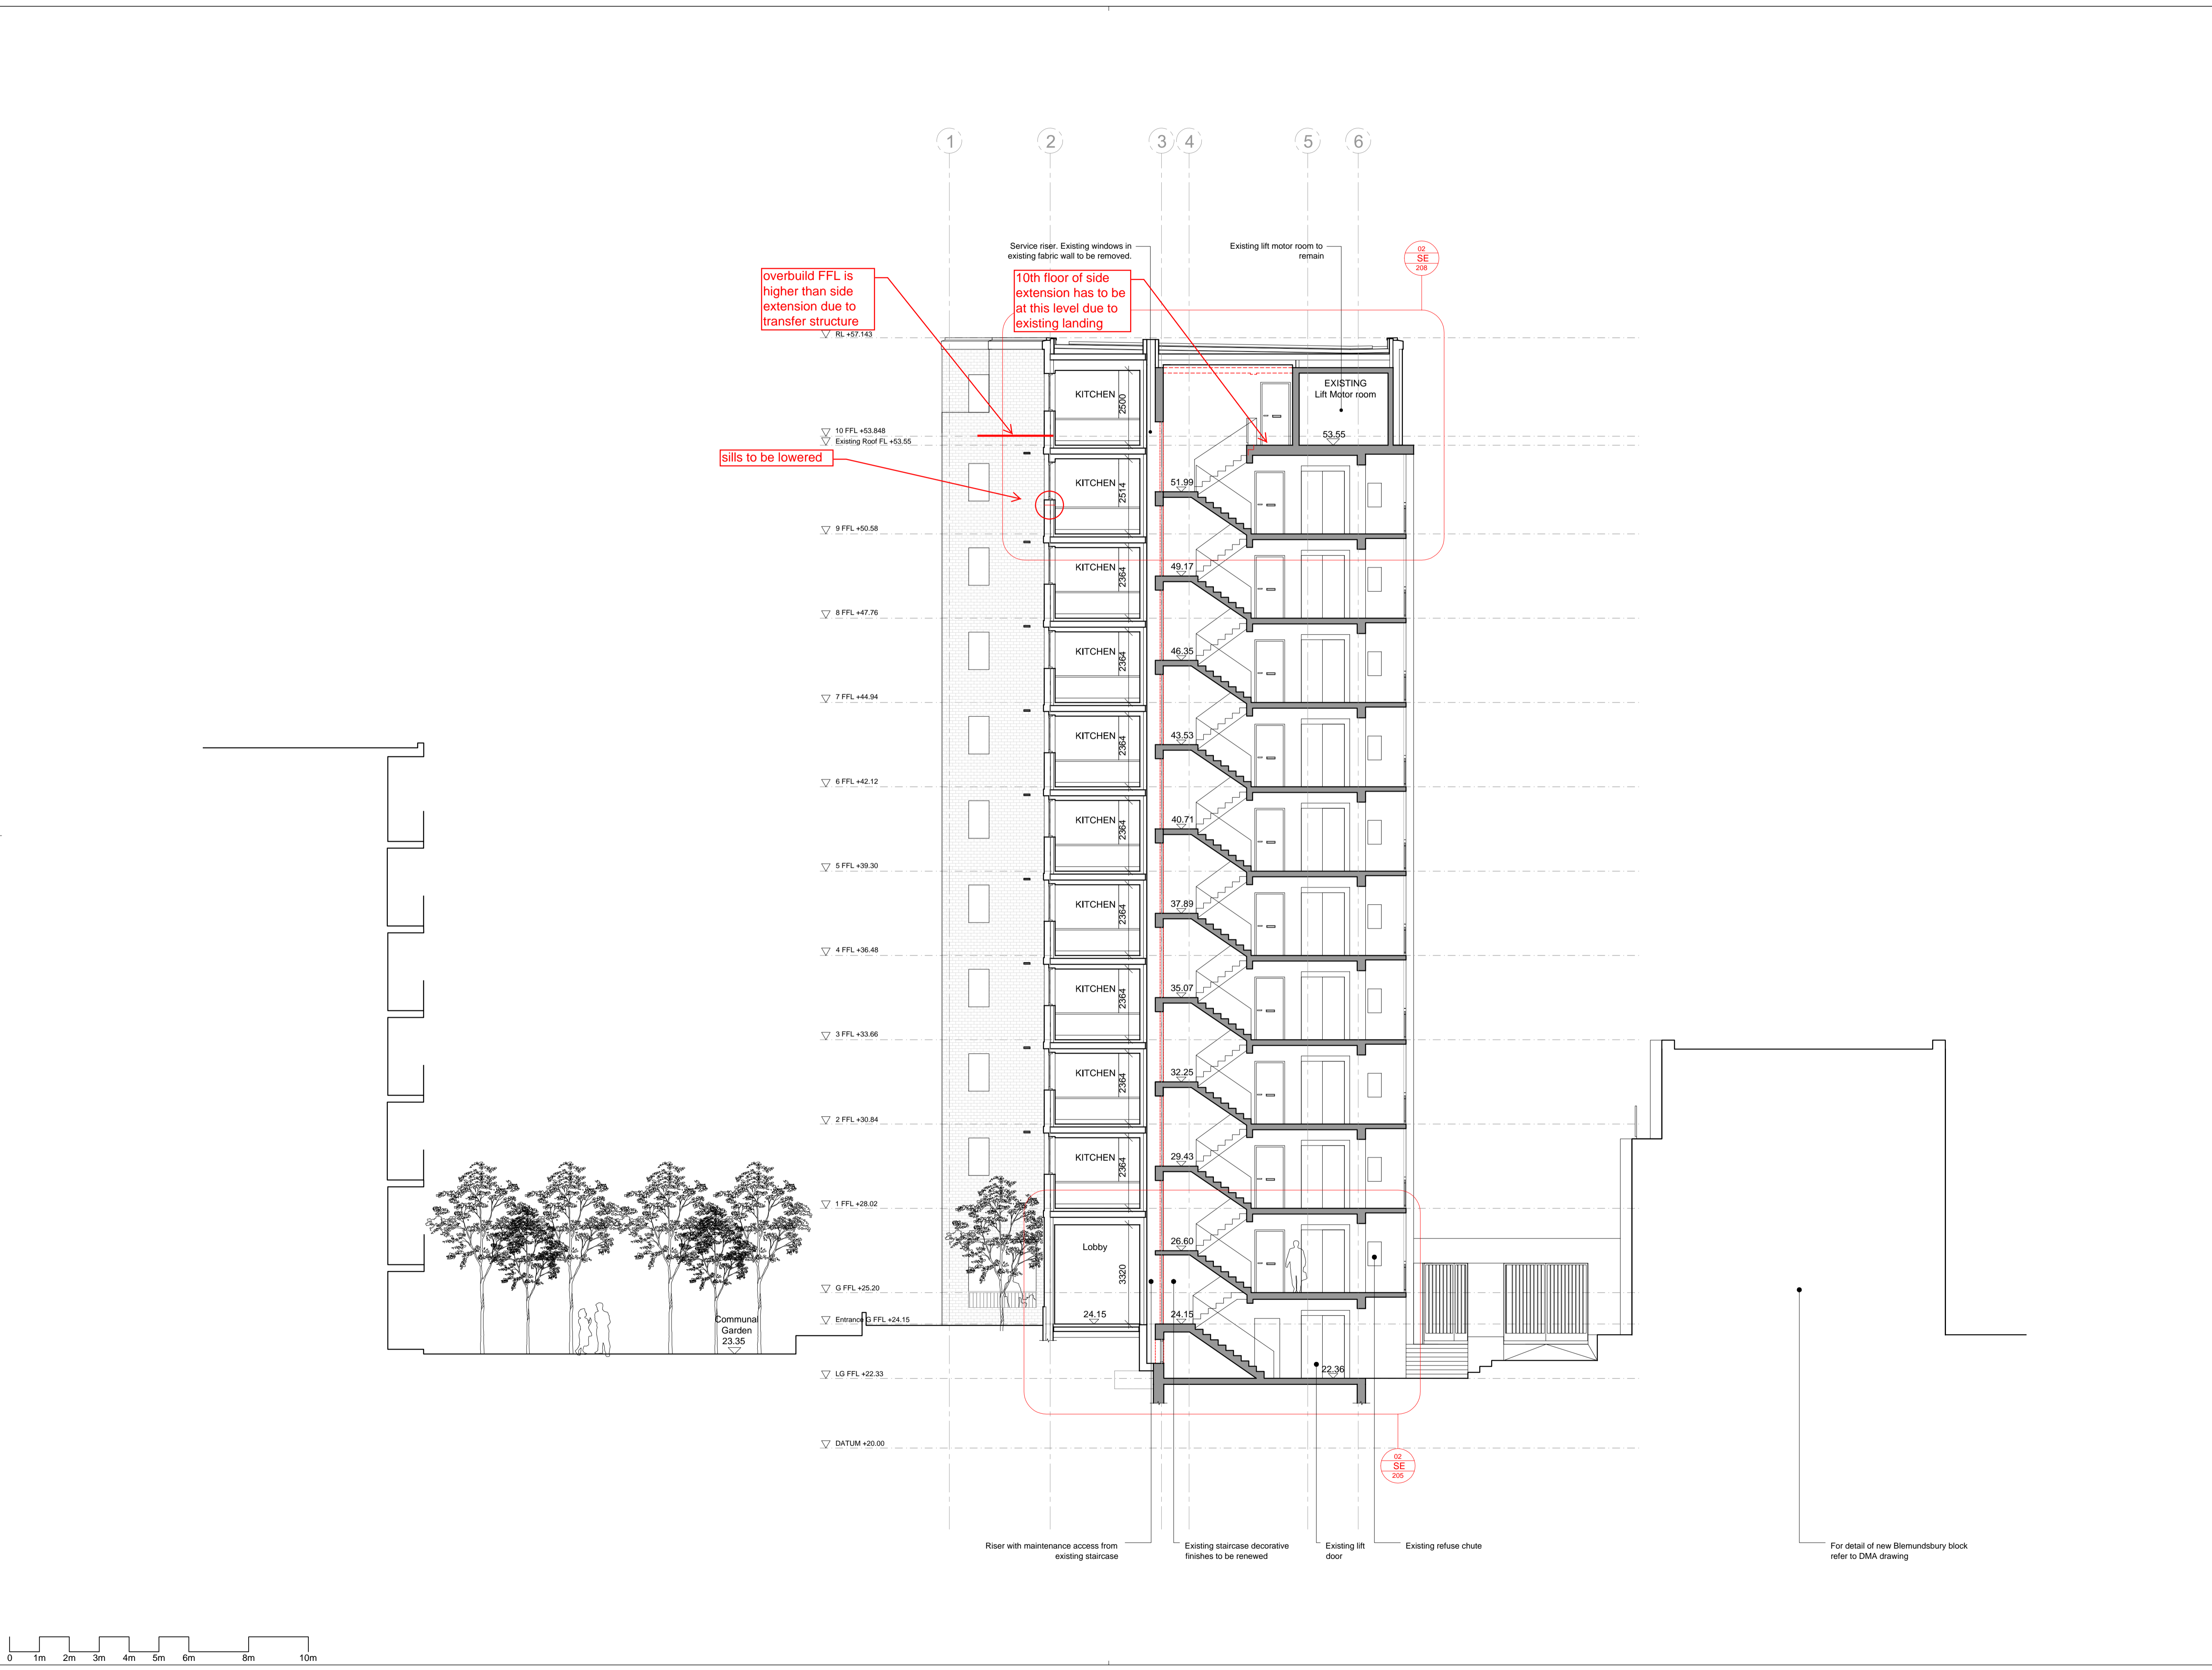 1
2
3
4
5
6
Service riser. Existing windows in
existing fabric wall to be removed.
Existing lift motor room to
remain
02
SE
208
overbuild FFL is
higher than side
extension due to
transfer structure
10th floor of side
extension has to be
at this level due to
existing landing
RL +57.143
KITCHEN
2500
EXISTING
Lift Motor room
53.55
10 FFL +53.848
Existing Roof FL +53.55
sills to be lowered
KITCHEN
2514
51.99
9 FFL +50.58
KITCHEN
2364
49.17
8 FFL +47.76
KITCHEN
2364
46.35
7 FFL +44.94
KITCHEN
2364
43.53
6 FFL +42.12
KITCHEN
2364
40.71
5 FFL +39.30
KITCHEN
2364
37.89
4 FFL +36.48
KITCHEN
2364
35.07
3 FFL +33.66
KITCHEN
2364
32.25
2 FFL +30.84
KITCHEN
2364
29.43
1 FFL +28.02
Lobby
3320
26.60
G FFL +25.20
24.15
24.15
Entrance G FFL +24.15
Communal
Garden
23.35
LG FFL +22.33
22.36
DATUM +20.00
02
SE
205
Riser with maintenance access from
existing staircase
Existing staircase decorative
finishes to be renewed
Existing lift
door
Existing refuse chute
For detail of new Blemundsbury block
refer to DMA drawing
0 1m 2m 3m 4m 5m 6m 8m 10m